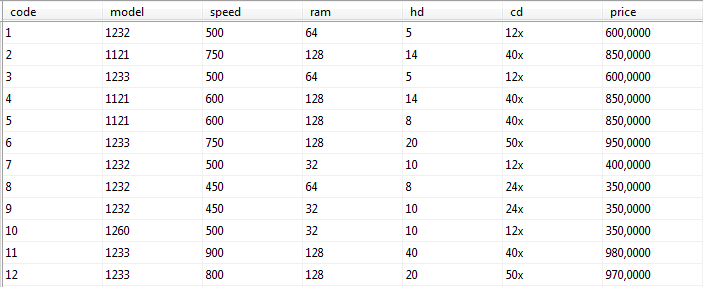 code model speed ram hd cd price
1 1232 500 64 5 12x 600,0000
2 1121 750 128 14 40x 850,0000
3 1233 500 64 5 12x 600,0000
4 1121 600 128 14 40x 850,0000
5 1121 600 128 8 40x 850,0000
6 1233 750 128 20 50x 950,0000
7 1232 500 32 10 12x 400,0000
8 1232 450 64 8 24x 350,0000
9 1232 450 32 10 24x 350,0000
10 1260 500 32 10 12x 350,0000
11 1233 900 128 40 40x 980,0000
12 1233 800 128 20 50x 970,0000